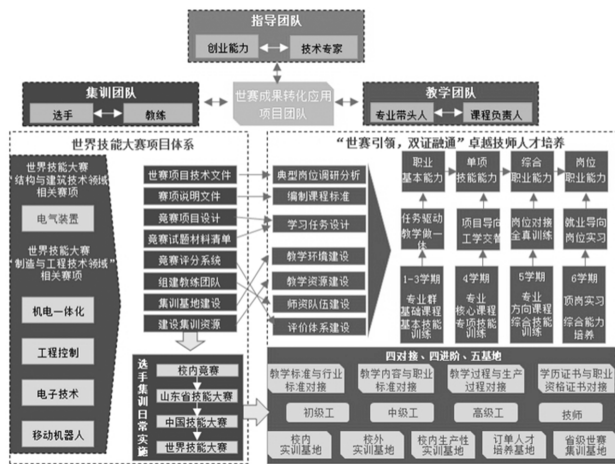 指导团队
创业能力
技术专家
集训团队
选手
教练
世赛成果转化应用
项目团队
教学团队
专业带头人
课程负责人
世界技能大赛项目体系
世界技能大赛
“结构与建筑技术领域”
相关赛项
电气装置
世界技能大赛
“制造与工程技术领域”
相关赛项
机电一体化
工程控制
电子技术
移动机器人
世赛项目技术文件
赛项说明文件
竞赛项目设计
竞赛试题材料清单
竞赛评分系统
组建教练团队
集训基地建设
建设集训资源
选手集训日常实施
校内竞赛
山东省技能大赛
中国技能大赛
世界技能大赛
“世赛引领，双证融通”卓越技师人才培养
典型岗位调研分析
编制课程标准
学习任务设计
教学环境建设
教学资源建设
师资队伍建设
评价体系建设
职业
基本能力
单项
技能能力
综合
职业能力
岗位
职业能力
任务驱动
教学做一
体
项目导向
工学交替
岗位对接
全真训练
就业导向
岗位实习
1-3学期
专业群
基础课程
基本技能
训练
4学期
专业
核心课程
专项技能
训练
5学期
专业
方向课程
综合技能
训练
6学期
顶岗实习
综合能力
培养
四对接、四进阶、五基地
教学标准与行业
标准对接
教学内容与职业
标准对接
教学过程与生产
过程对接
学历证书与职业
资格证书对接
初级工
中级工
高级工
技师
校内
实训基地
校外
实训基地
校内生产性
实训基地
订单人才
培养基地
省级世赛
集训基地